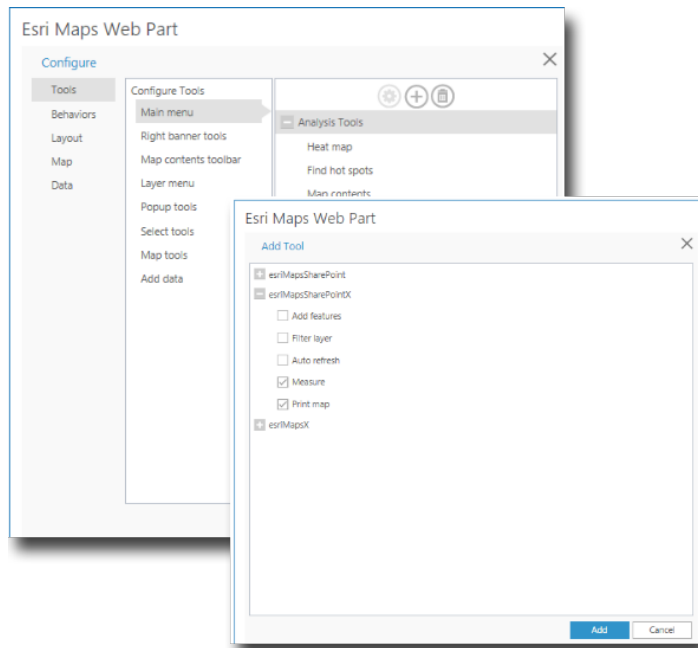 Esri Maps Web Part
Configure
Tools
Behaviors
Layout
Map
Data
Configure Tools
Main menu
Right banner tools
Map contents toolbar
Layer menu
Popup tools
Select tools
Map tools
Add data
Analysis Tools
Heat map
Find hot spots
Map contents
Esri Maps Web Part
Add Tool
esriMapsSharePoint
esriMapsSharePointX
Add features
Filter layer
Auto refresh
Measure
Print map
esriMapsX
Add
Cancel